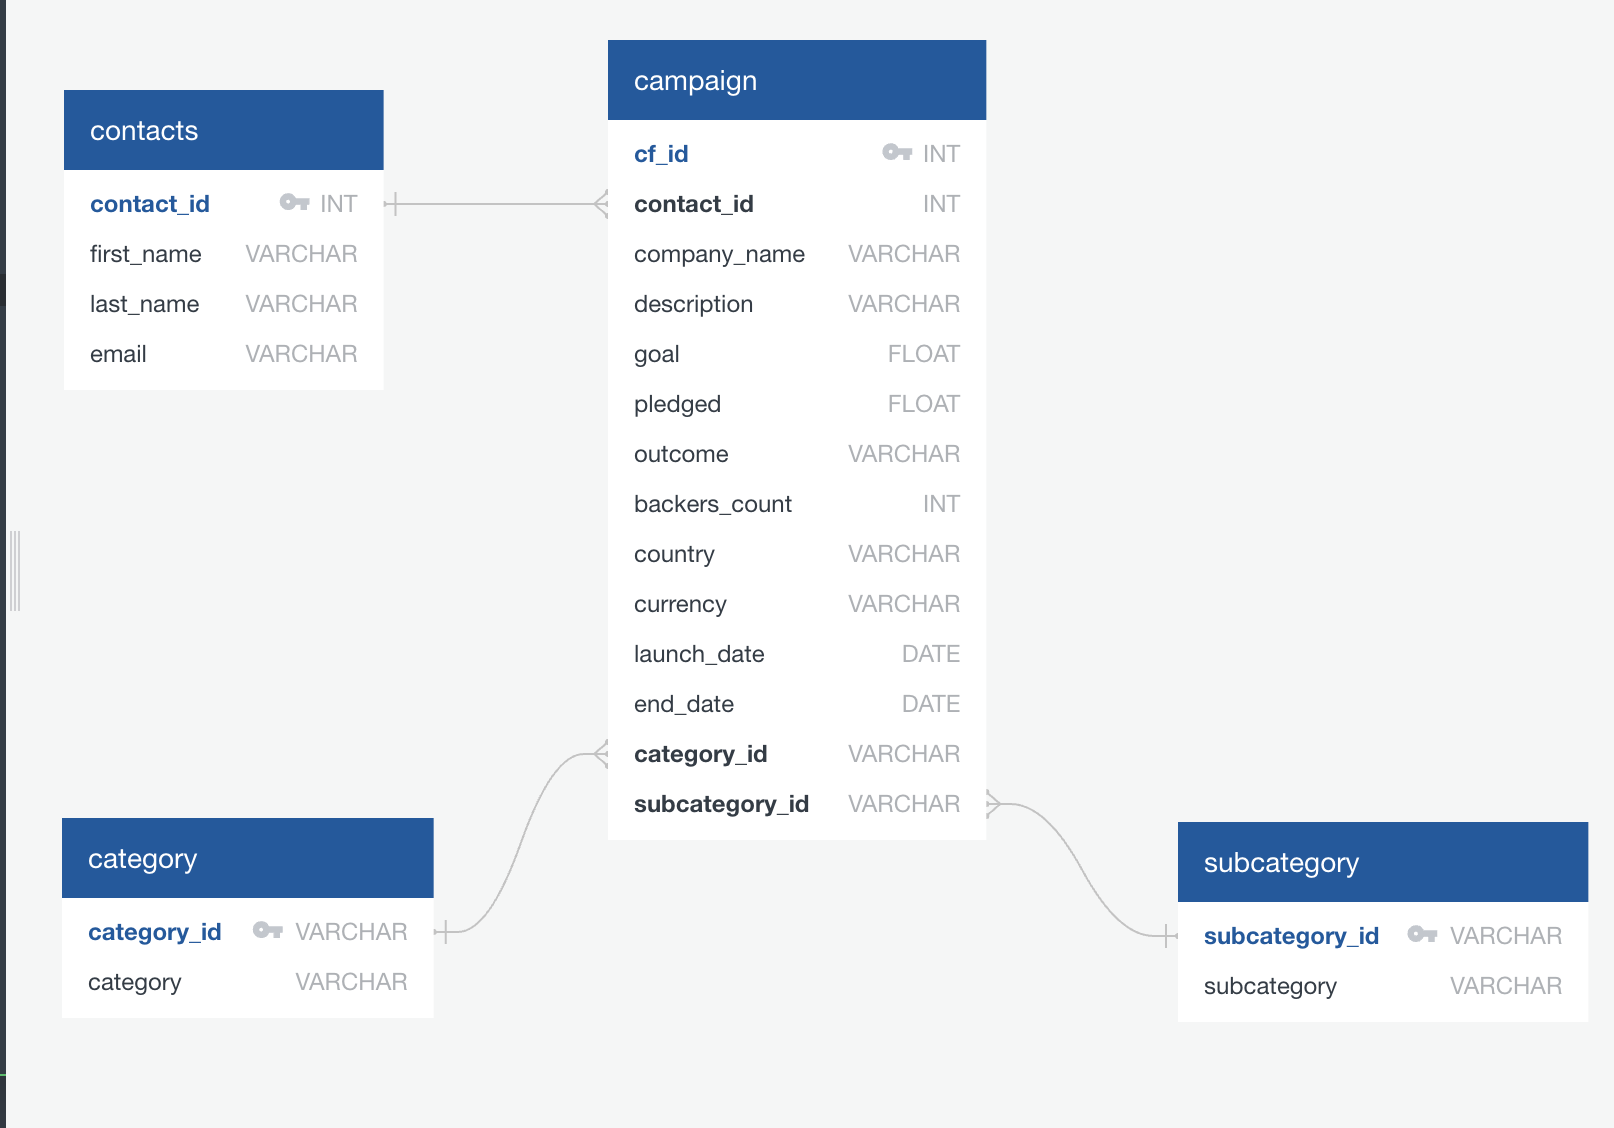 contacts
contact_id INT
first_name VARCHAR
last_name VARCHAR
email VARCHAR
campaign
cf_id INT
contact_id INT
company_name VARCHAR
description VARCHAR
goal FLOAT
pledged FLOAT
outcome VARCHAR
backers_count INT
country VARCHAR
currency VARCHAR
launch_date DATE
end_date DATE
category_id VARCHAR
subcategory_id VARCHAR
category
category_id VARCHAR
category VARCHAR
subcategory
subcategory_id VARCHAR
subcategory VARCHAR